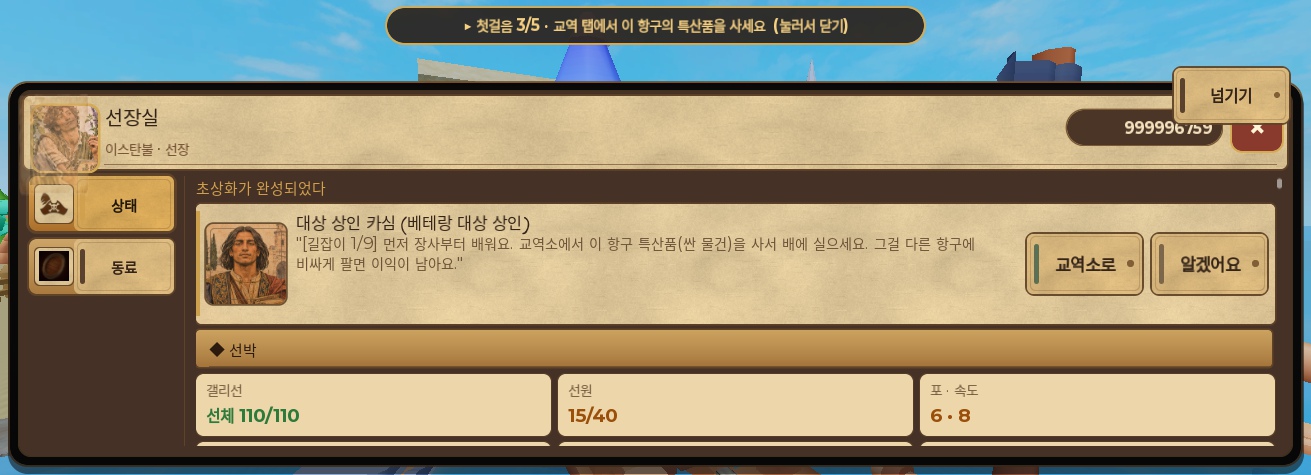 ▸ 첫걸음 3/5 · 교역 탭에서 이 항구의 특산품을 사세요 (눌러서 닫기)
넘기기
선장실
999996759
이스탄불 · 선장
상태
동료
초상화가 완성되었다
대상 상인 카심 (베테랑 대상 상인)
"[길잡이 1/9] 먼저 장사부터 배워요. 교역소에서 이 항구 특산품(싼 물건)을 사서 배에 실으세요. 그걸 다른 항구에
비싸게 팔면 이익이 남아요."
교역소로
알겠어요
◆ 선박
갤리선
선체 110/110
선원
15/40
포 · 속도
6 · 8